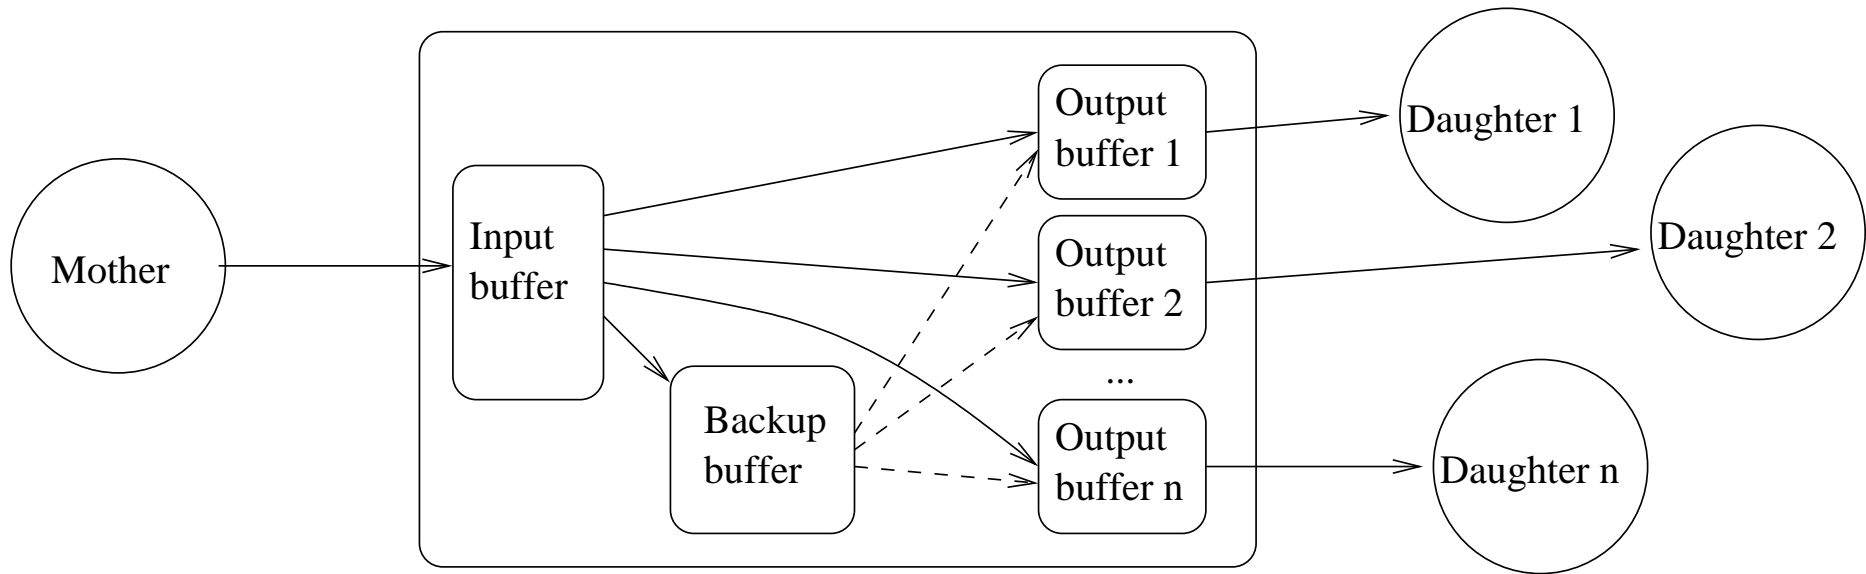 Mother
Input
buffer
Backup
buffer
Output
buffer 1
Output
buffer 2
...
Output
buffer n
Daughter 1
Daughter 2
Daughter n